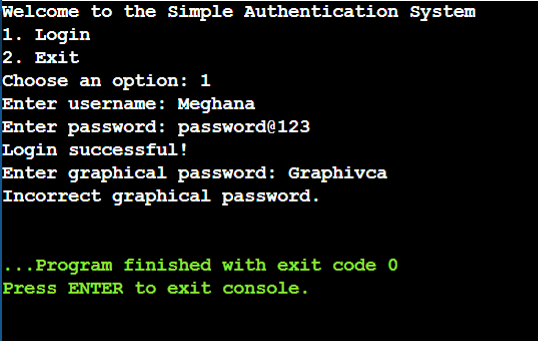 Welcome to the Simple Authentication System
1. Login
2. Exit
Choose an option: 1
Enter username: Meghana
Enter password: password@123
Login successful!
Enter graphical password: Graphivca
Incorrect graphical password.
...Program finished with exit code 0
Press ENTER to exit console.